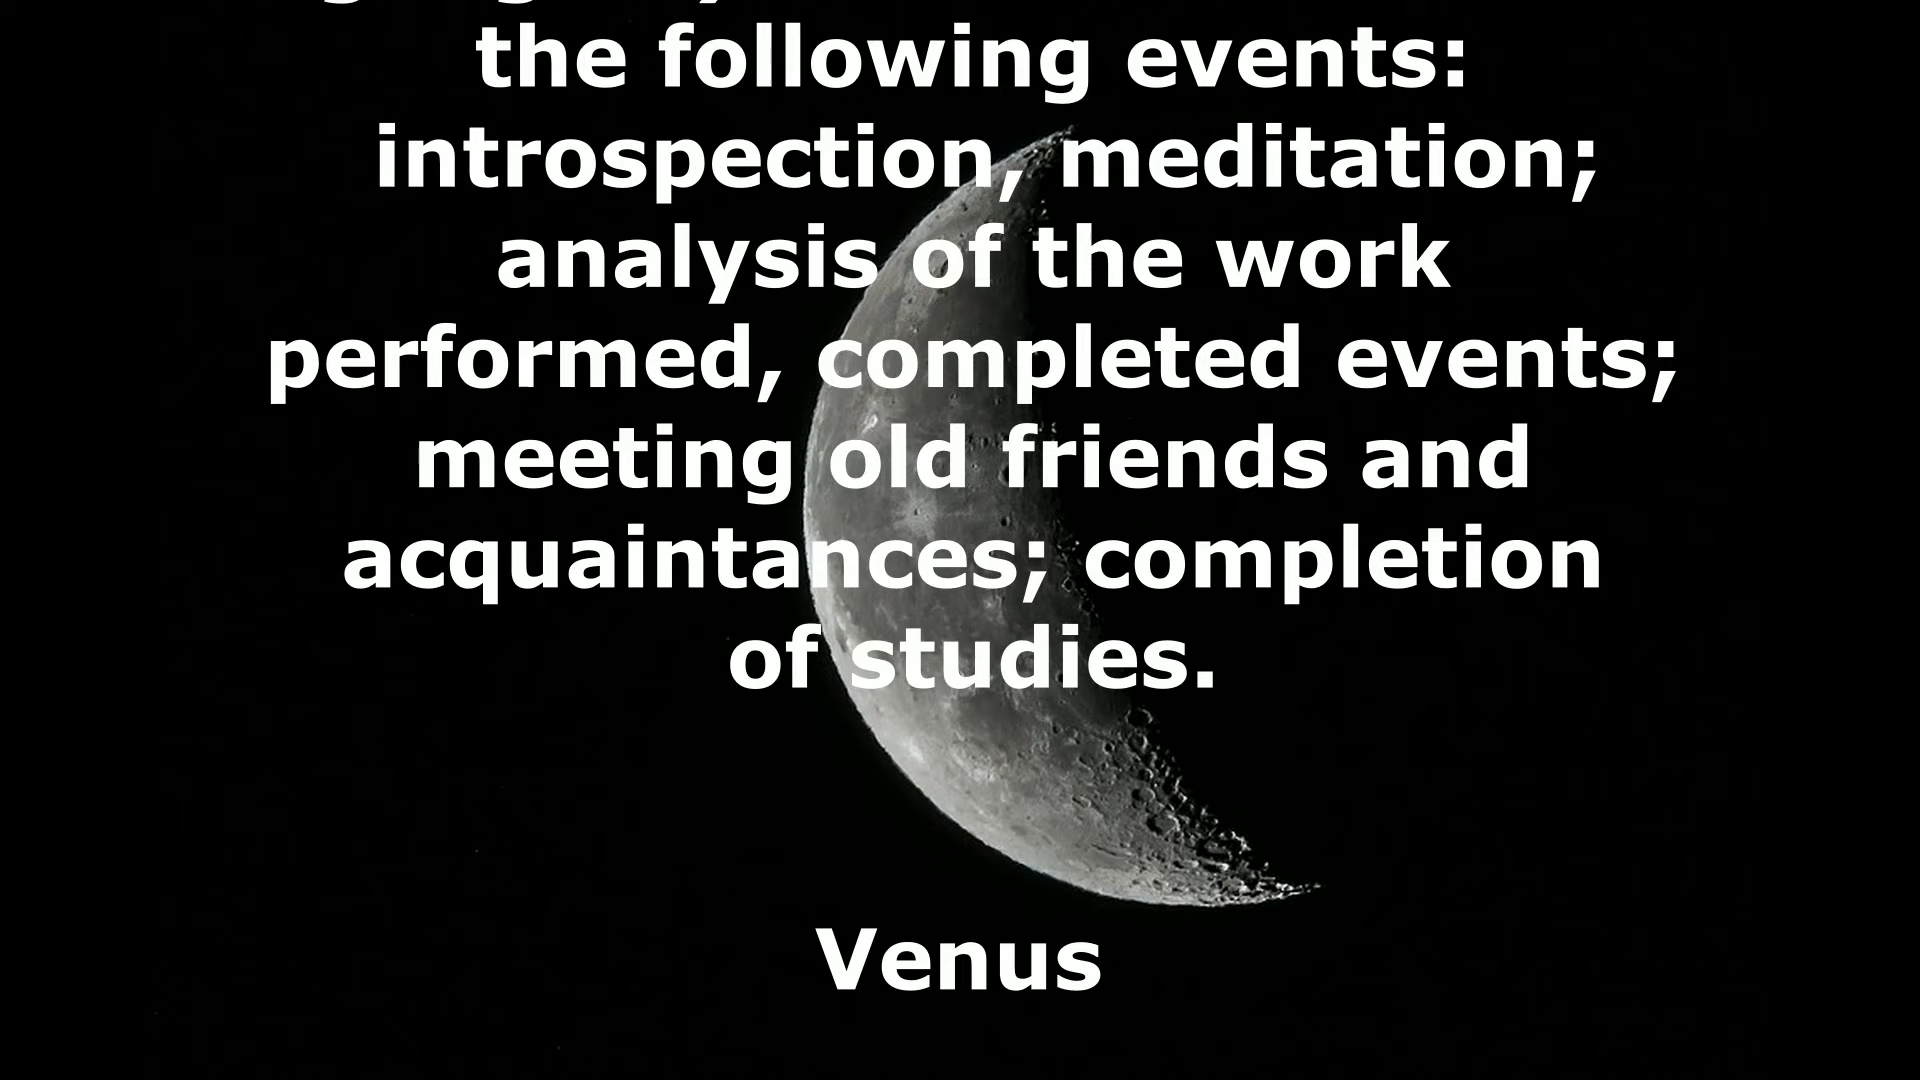 the following events:
introspection, meditation;
analysis of the work
performed, completed events;
meeting old friends and
acquaintances; completion
of studies.
Venus